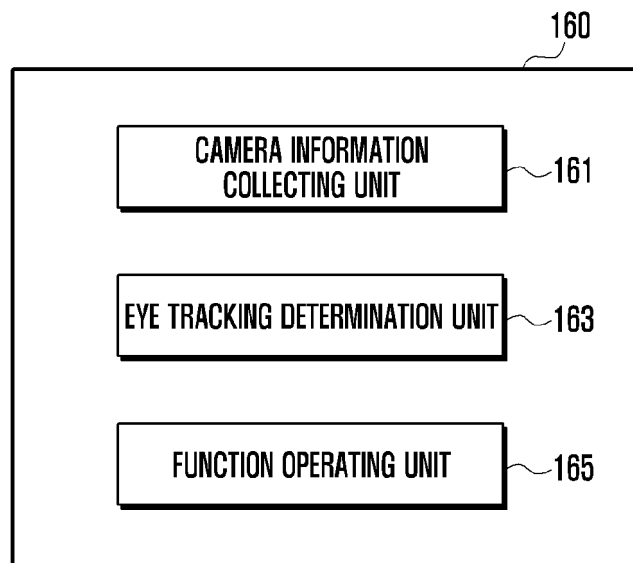 160
CAMERA INFORMATION
COLLECTING UNIT
161
EYE TRACKING DETERMINATION UNIT
163
FUNCTION OPERATING UNIT
165